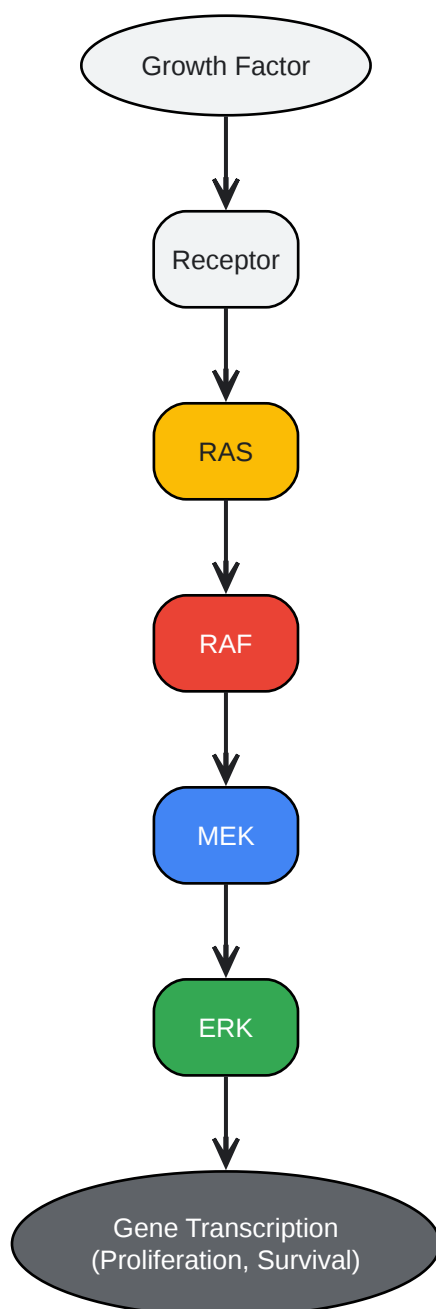 Growth Factor
Receptor
RAS
RAF
MEK
ERK
Gene Transcription
(Proliferation, Survival)